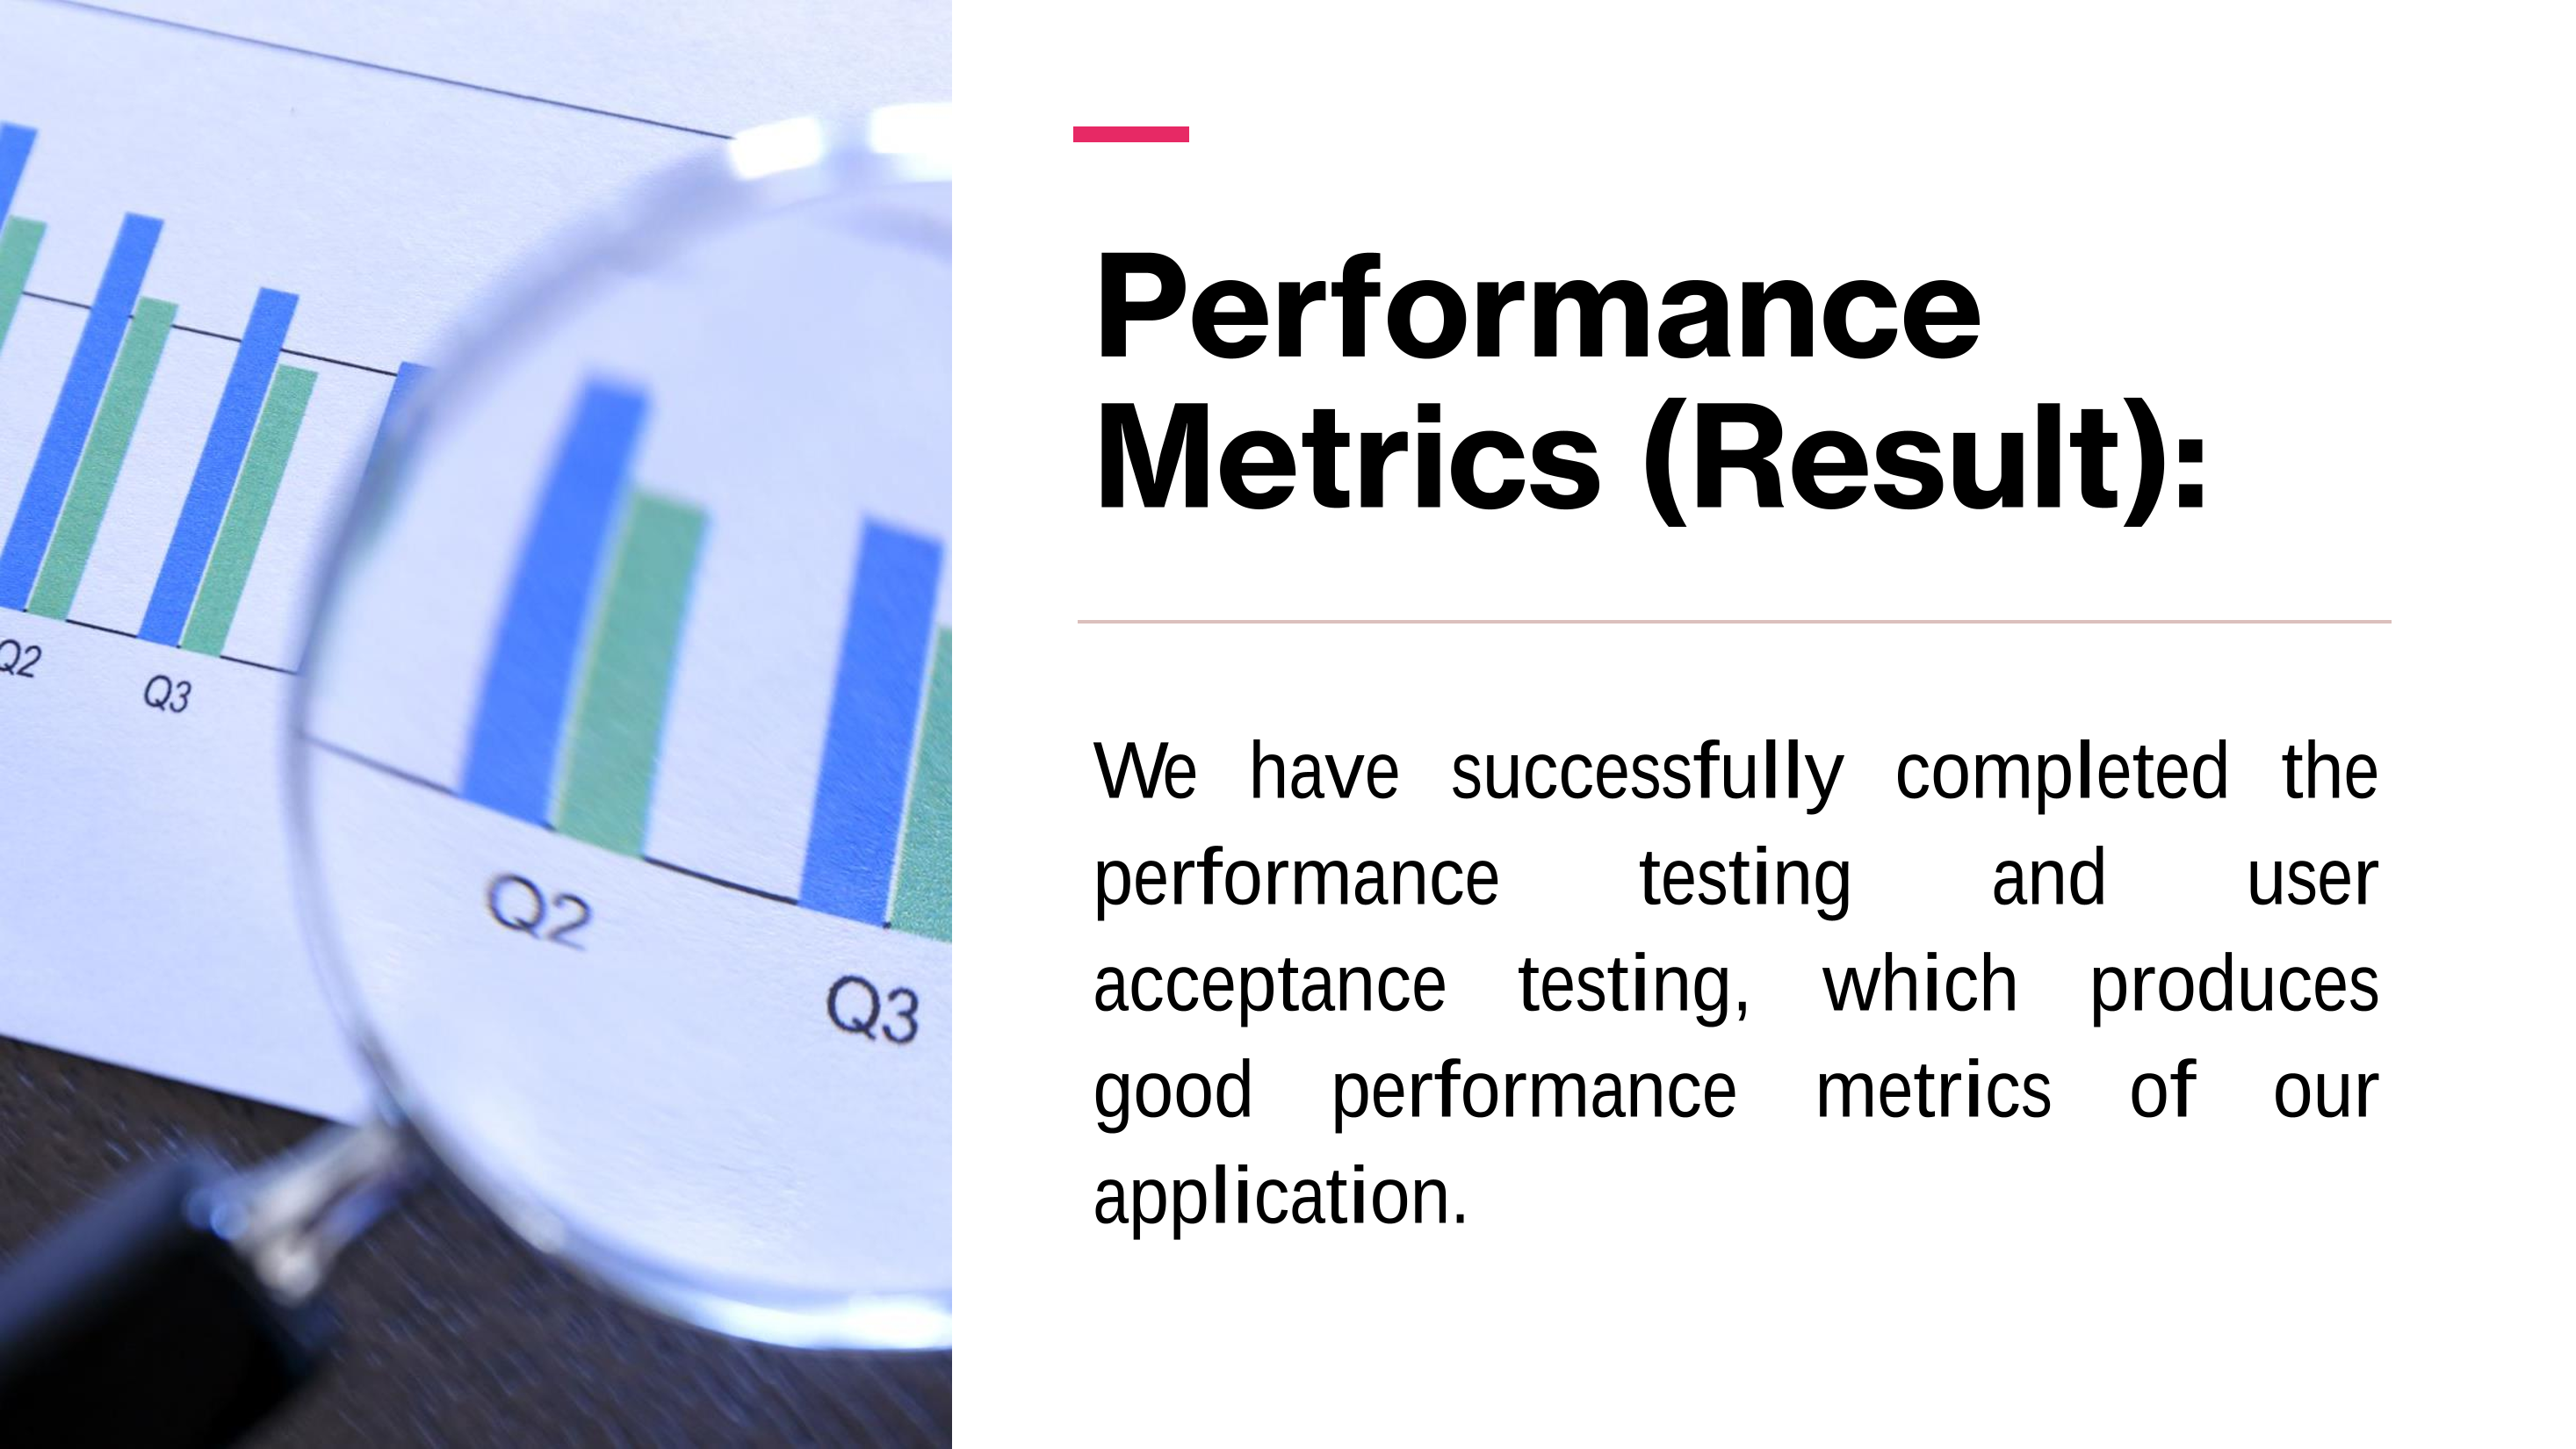 Performance
Metrics (Result):
We have successfully completed the
performance testing and user
acceptance testing, which produces
good performance metrics of our
application.
Q2
Q3
Q2
Q3